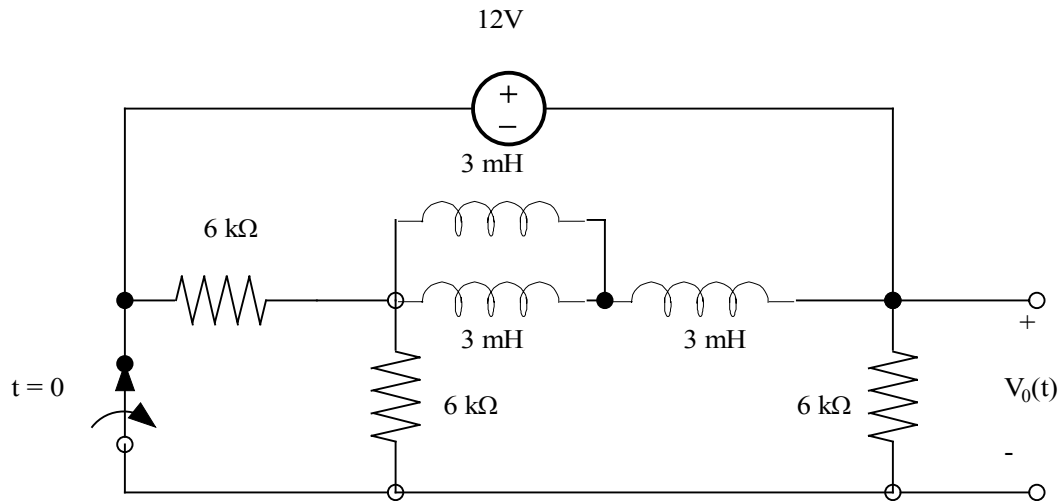 12V
+
−
3 mH
6 kΩ
3 mH
3 mH
+
t = 0
6 kΩ
6 kΩ
V₀(t)
-